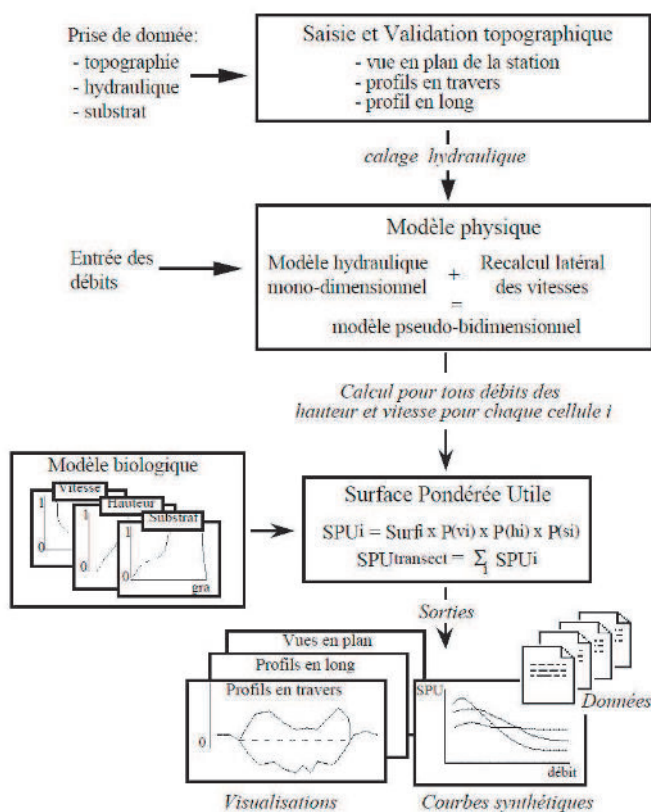 Prise de donnée:
- topographie
- hydraulique
- substrat
Saisie et Validation topographique
- vue en plan de la station
- profils en travers
- profil en long
calage hydraulique
Modèle physique
Entrée des
débits
Modèle hydraulique
mono-dimensionnel
+
Recalcul latéral
des vitesses
=
modèle pseudo-bidimensionnel
Calcul pour tous débits des
hauteur et vitesse pour chaque cellule i
Modèle biologique
Vitesse
1
0
Hauteur
1
0
Substrat
1
0
gra
Surface Pondérée Utile
SPUi = Surfi x P(vi) x P(hi) x P(si)
SPUtransect = Σ SPUi
i
Sorties
Vues en plan
Profils en long
Profils en travers
0
SPU
débit
Données
Visualisations
Courbes synthétiques